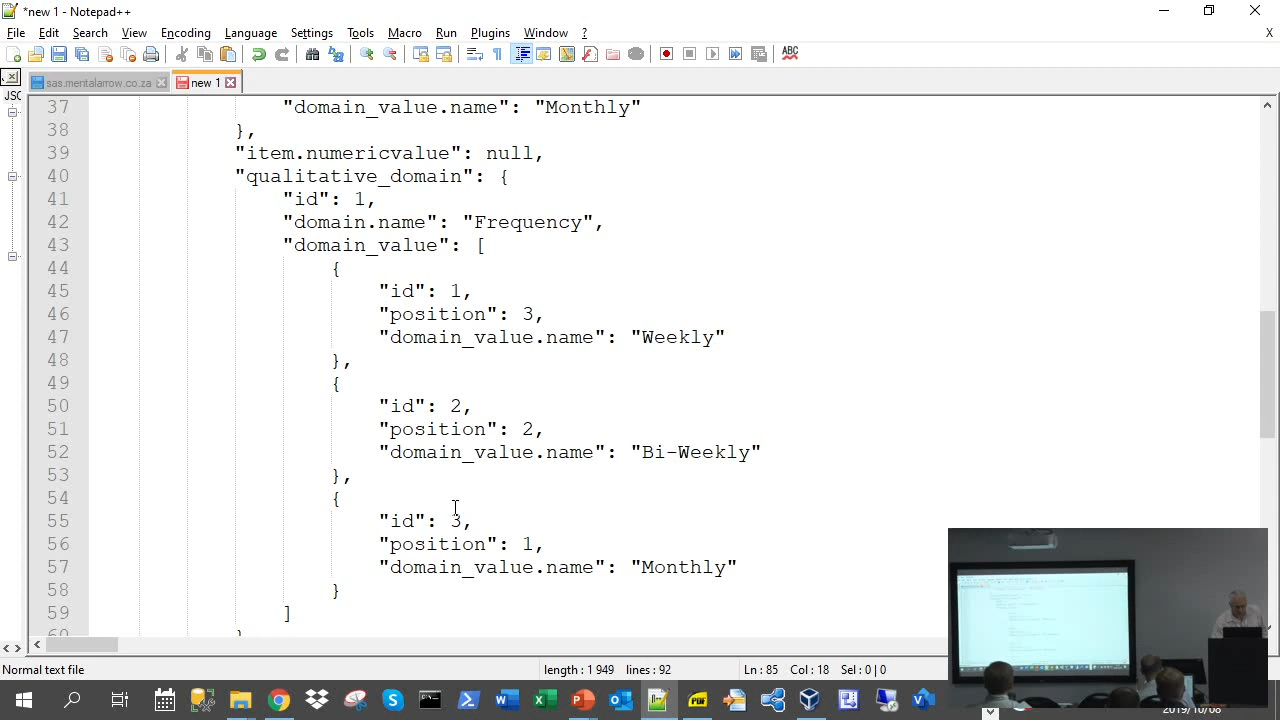 *new 1 - Notepad++
File Edit Search View Encoding Language Settings Tools Macro Run Plugins Window ? X
sas.mentalarrow.co.za new 1
JSC
37 "domain_value.name": "Monthly"
38 },
39 "item.numericvalue": null,
40 "qualitative_domain": {
41 "id": 1,
42 "domain.name": "Frequency",
43 "domain_value": [
44 {
45 "id": 1,
46 "position": 3,
47 "domain_value.name": "Weekly"
48 },
49 {
50 "id": 2,
51 "position": 2,
52 "domain_value.name": "Bi-Weekly"
53 },
54 {
55 "id": 3,
56 "position": 1,
57 "domain_value.name": "Monthly"
58 }
59 ]
Normal text file length : 1 949 lines : 92 Ln : 85 Col : 18 Sel : 0 | 0
2019/10/08